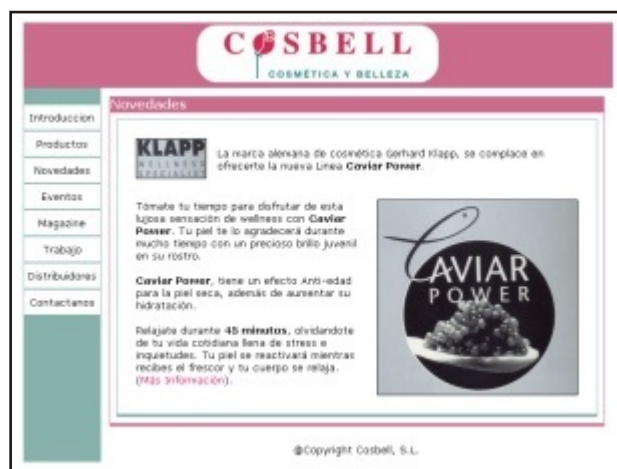 COSBELL
COSMÉTICA Y BELLEZA
Novedades
Introduccion
Productos
Novedades
Eventos
Magazine
Trabajo
Distribuidores
Contactanos
KLAPP
WELLNESS
SPECIALIST
La marca alemana de cosmética Gerhard Klapp, se complace en
ofrecerte la nueva Linea Caviar Power.
Tómate tu tiempo para disfrutar de esta
lujosa sensación de wellness con Caviar
Power. Tu piel te lo agradecerá durante
mucho tiempo con un precioso brillo juvenil
en su rostro.
Caviar Power, tiene un efecto Anti-edad
para la piel seca, además de aumentar su
hidratación.
Relajate durante 45 minutos, olvidandote
de tu vida cotidiana llena de stress e
inquietudes. Tu piel se reactivará mientras
recibes el frescor y tu cuerpo se relaja.
(Más Información).
CAVIAR
POWER
@Copyright Cosbell, S.L.